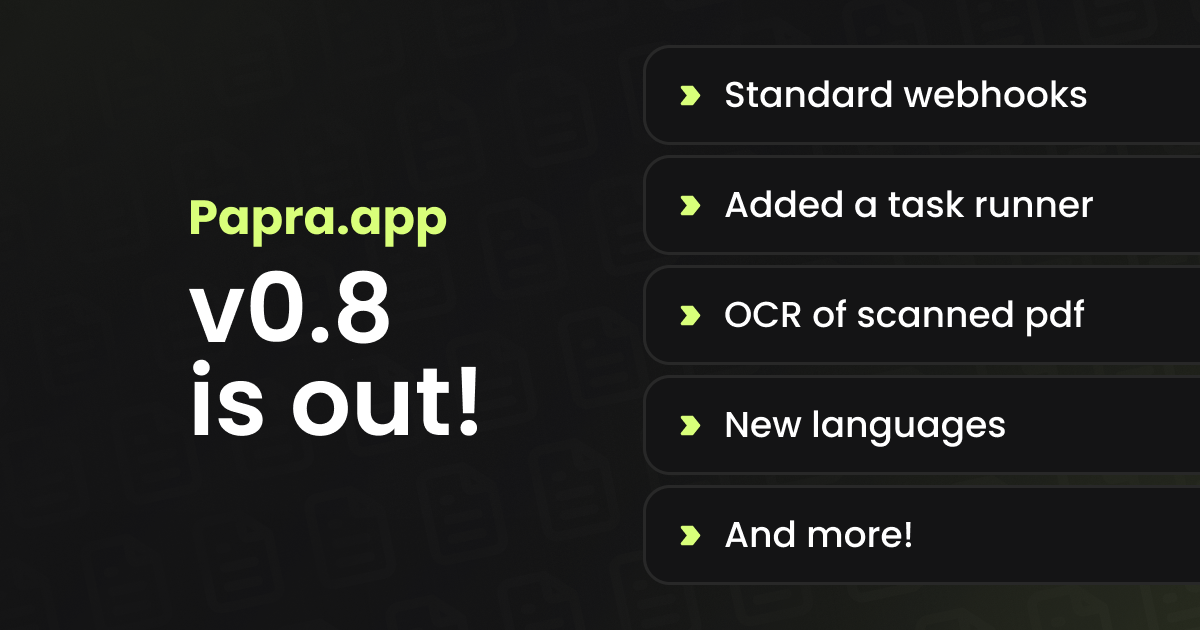 Papra.app
v0.8
is out!
Standard webhooks
Added a task runner
OCR of scanned pdf
New languages
And more!